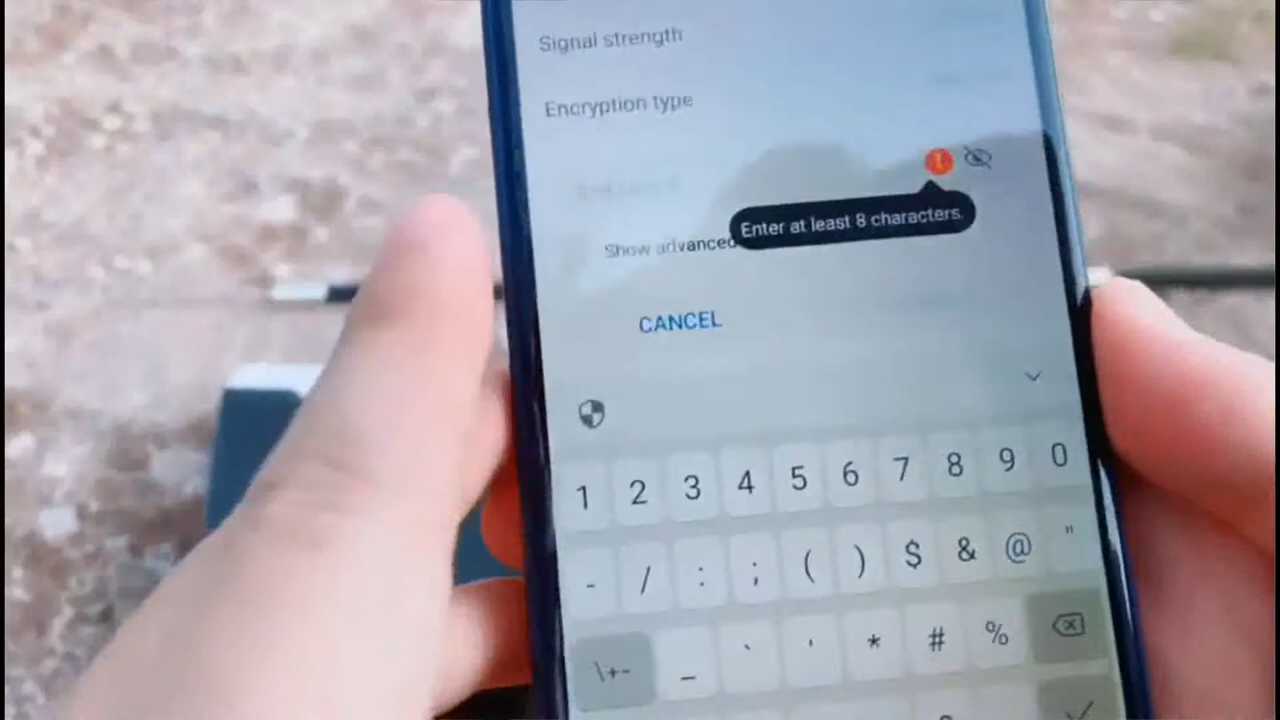 Signal strength
Encryption type
Enter at least 8 characters.
Show advanced
CANCEL
1 2 3 4 5 6 7 8 9 0
- / : ; ( ) $ & @ "
\+- _ ` ' * # %